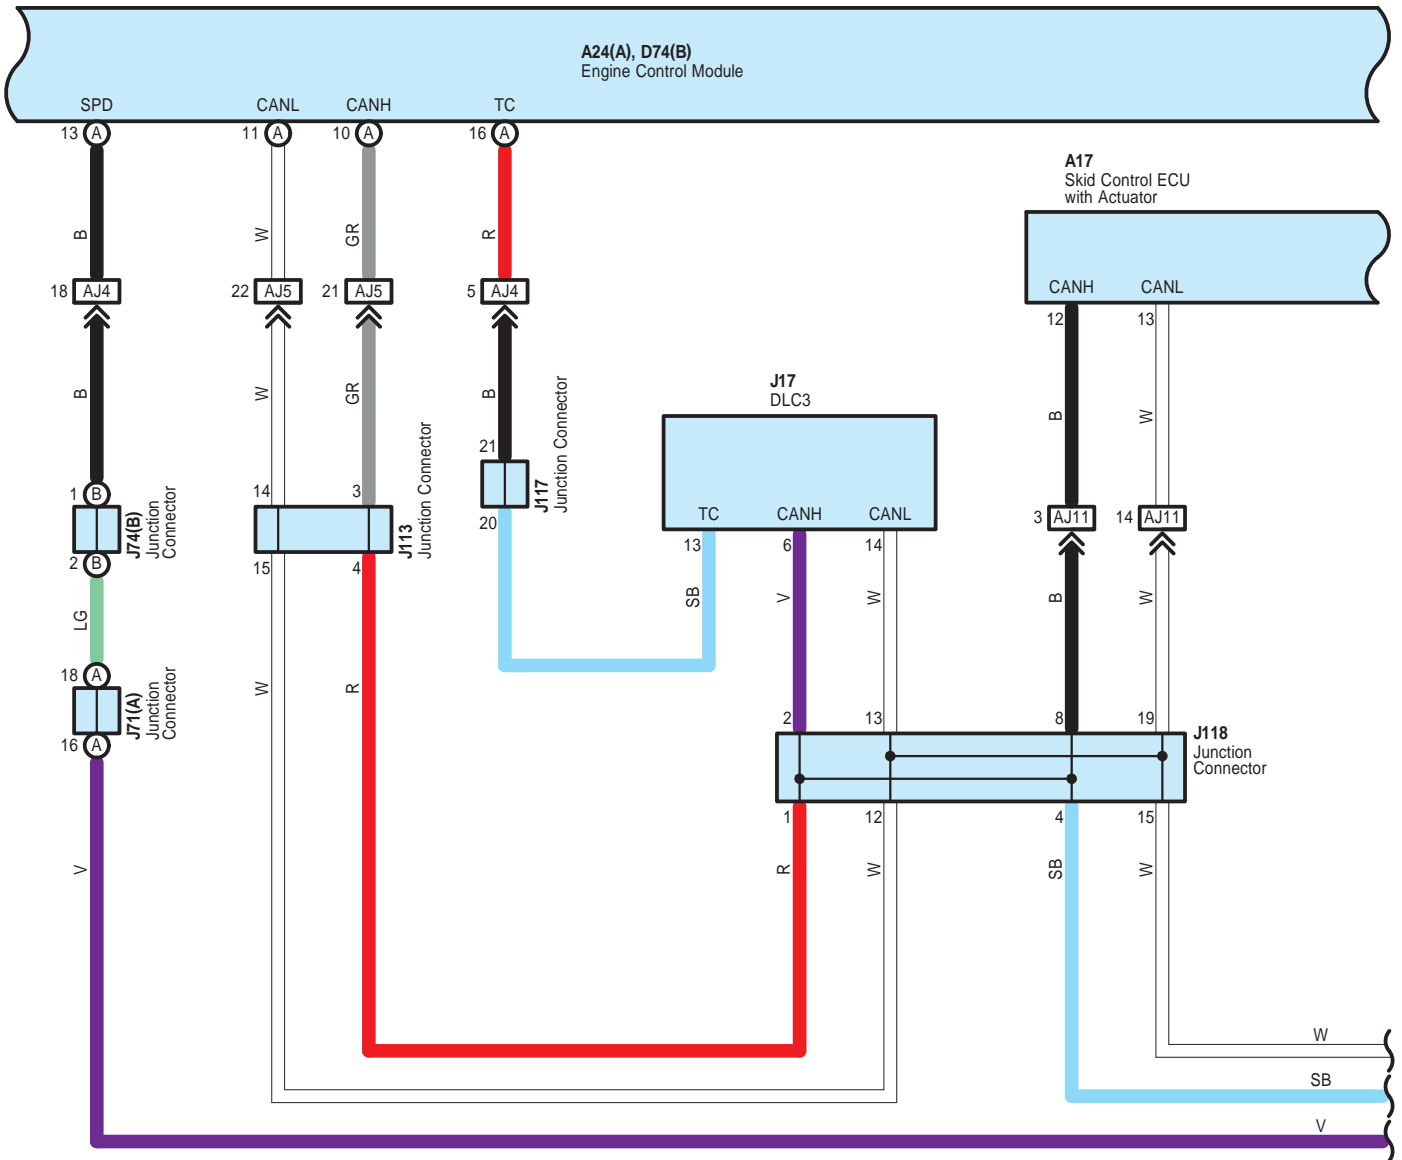 A24(A), D74(B)
Engine Control Module
SPD
CANL
CANH
TC
13 A
11 A
10 A
16 A
A17
Skid Control ECU
with Actuator
B
W
GR
R
CANH
CANL
18 AJ4
22 AJ5
21 AJ5
5 AJ4
12
13
B
W
GR
B
J17
DLC3
B
W
21
J117
Junction Connector
1 B
14
3
J74(B)
Junction
Connector
J113
Junction Connector
20
TC
CANH
CANL
3 AJ11
14 AJ11
2 B
15
4
13
6
14
LG
SB
V
W
B
W
18 A
J71(A)
Junction
Connector
W
R
2
13
8
19
16 A
J118
Junction
Connector
1
12
4
15
V
R
W
SB
W
W
SB
V